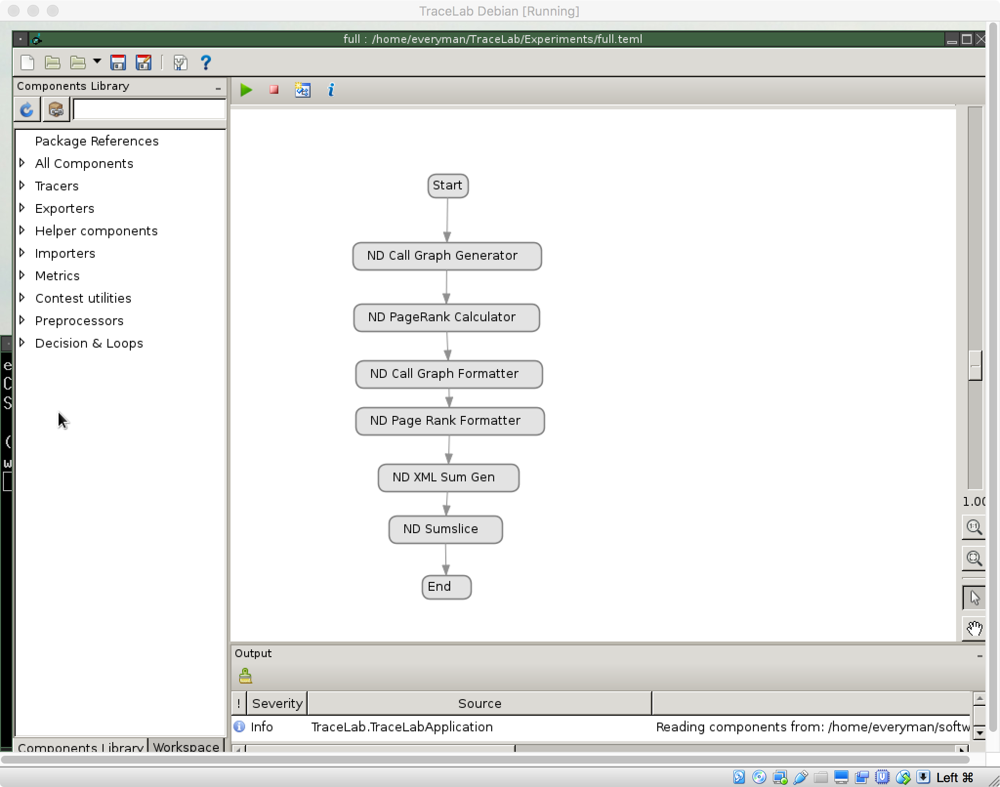 TraceLab Debian [Running]
full : /home/everyman/TraceLab/Experiments/full.teml
Components Library
Package References
All Components
Tracers
Exporters
Helper components
Importers
Metrics
Contest utilities
Preprocessors
Decision & Loops
Components Library
Workspace
Start
ND Call Graph Generator
ND PageRank Calculator
ND Call Graph Formatter
ND Page Rank Formatter
ND XML Sum Gen
ND Sumslice
End
1.00
1:1
Output
! Severity Source
Info TraceLab.TraceLabApplication Reading components from: /home/everyman/softw
e
C
S
(
w
Left ⌘